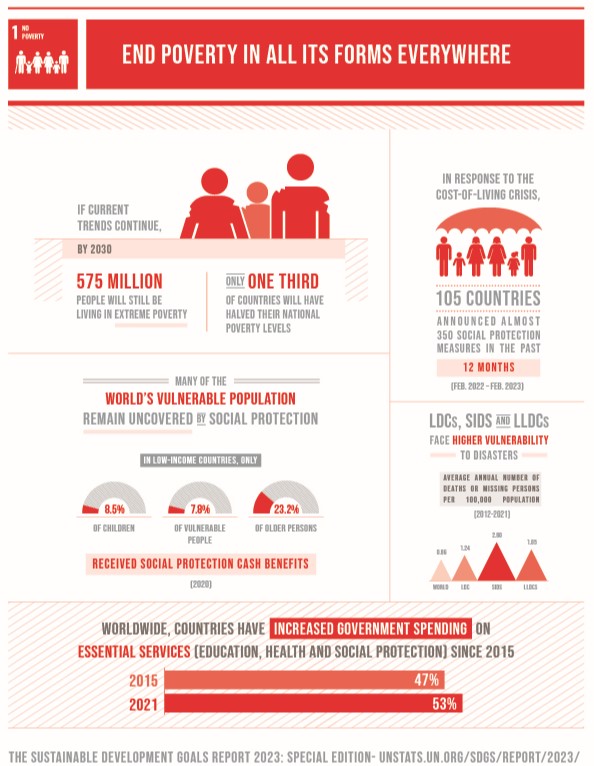 1 NO
POVERTY
END POVERTY IN ALL ITS FORMS EVERYWHERE
IF CURRENT
TRENDS CONTINUE,
BY 2030
575 MILLION
PEOPLE WILL STILL BE
LIVING IN EXTREME POVERTY
ONLY ONE THIRD
OF COUNTRIES WILL HAVE
HALVED THEIR NATIONAL
POVERTY LEVELS
IN RESPONSE TO THE
COST-OF-LIVING CRISIS,
105 COUNTRIES
ANNOUNCED ALMOST
350 SOCIAL PROTECTION
MEASURES IN THE PAST
12 MONTHS
(FEB. 2022 – FEB. 2023)
MANY OF THE
WORLD'S VULNERABLE POPULATION
REMAIN UNCOVERED BY SOCIAL PROTECTION
IN LOW-INCOME COUNTRIES, ONLY
8.5% 7.8% 23.2%
OF CHILDREN OF VULNERABLE OF OLDER PERSONS
PEOPLE
RECEIVED SOCIAL PROTECTION CASH BENEFITS
(2020)
LDCs, SIDS AND LLDCs
FACE HIGHER VULNERABILITY
TO DISASTERS
AVERAGE ANNUAL NUMBER OF
DEATHS OR MISSING PERSONS
PER 100,000 POPULATION
(2012-2021)
1.24
WORLD LDC SIDS LLDCS
WORLDWIDE, COUNTRIES HAVE INCREASED GOVERNMENT SPENDING ON
ESSENTIAL SERVICES (EDUCATION, HEALTH AND SOCIAL PROTECTION) SINCE 2015
2015 47%
2021 53%
THE SUSTAINABLE DEVELOPMENT GOALS REPORT 2023: SPECIAL EDITION- UNSTATS.UN.ORG/SDGS/REPORT/2023/